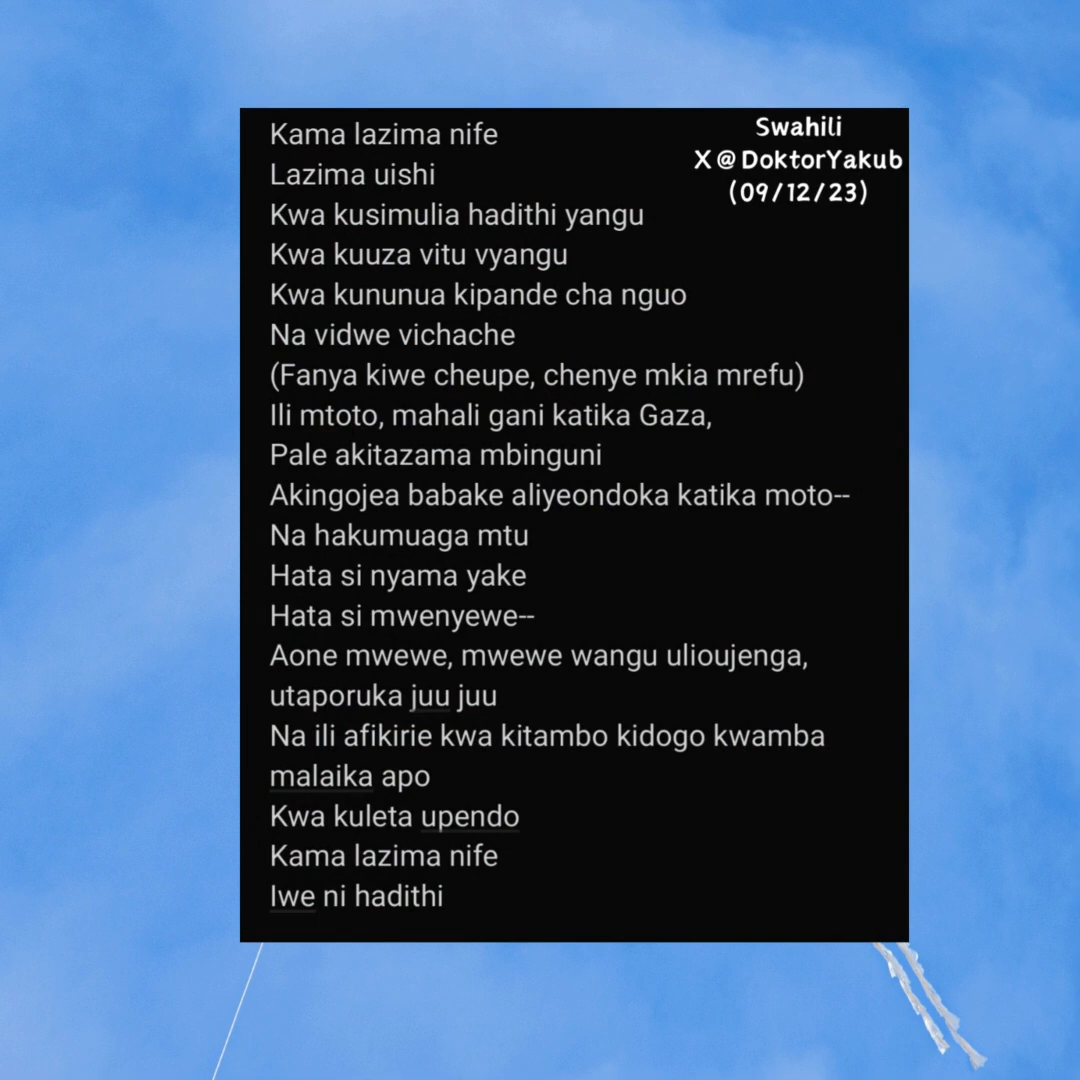 Swahili
X @ DoktorYakub
(09/12/23)
Kama lazima nife
Lazima uishi
Kwa kusimulia hadithi yangu
Kwa kuuza vitu vyangu
Kwa kununua kipande cha nguo
Na vidwe vichache
(Fanya kiwe cheupe, chenye mkia mrefu)
Ili mtoto, mahali gani katika Gaza,
Pale akitazama mbinguni
Akingojea babake aliyeondoka katika moto--
Na hakumuaga mtu
Hata si nyama yake
Hata si mwenyewe--
Aone mwewe, mwewe wangu ulioujenga,
utaporuka juu juu
Na ili afikirie kwa kitambo kidogo kwamba
malaika apo
Kwa kuleta upendo
Kama lazima nife
Iwe ni hadithi